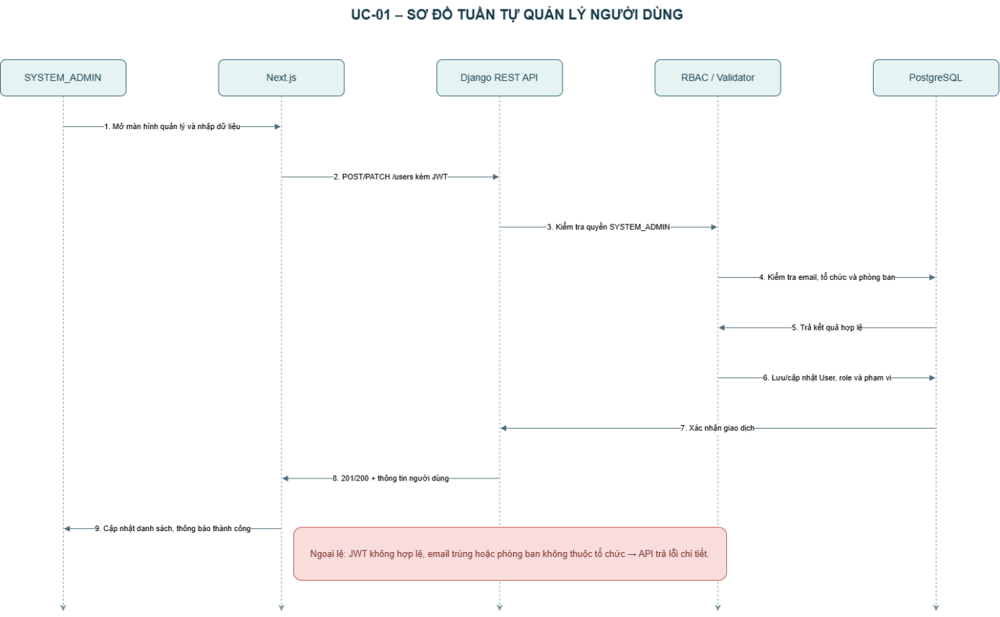 UC-01 – SƠ ĐỒ TUẦN TỰ QUẢN LÝ NGƯỜI DÙNG
SYSTEM_ADMIN
Next.js
Django REST API
RBAC / Validator
PostgreSQL
1. Mở màn hình quản lý và nhập dữ liệu
2. POST/PATCH /users kèm JWT
3. Kiểm tra quyền SYSTEM_ADMIN
4. Kiểm tra email, tổ chức và phòng ban
5. Trả kết quả hợp lệ
6. Lưu/cập nhật User, role và phạm vi
7. Xác nhận giao dịch
8. 201/200 + thông tin người dùng
9. Cập nhật danh sách, thông báo thành công
Ngoại lệ: JWT không hợp lệ, email trùng hoặc phòng ban không thuộc tổ chức → API trả lỗi chi tiết.